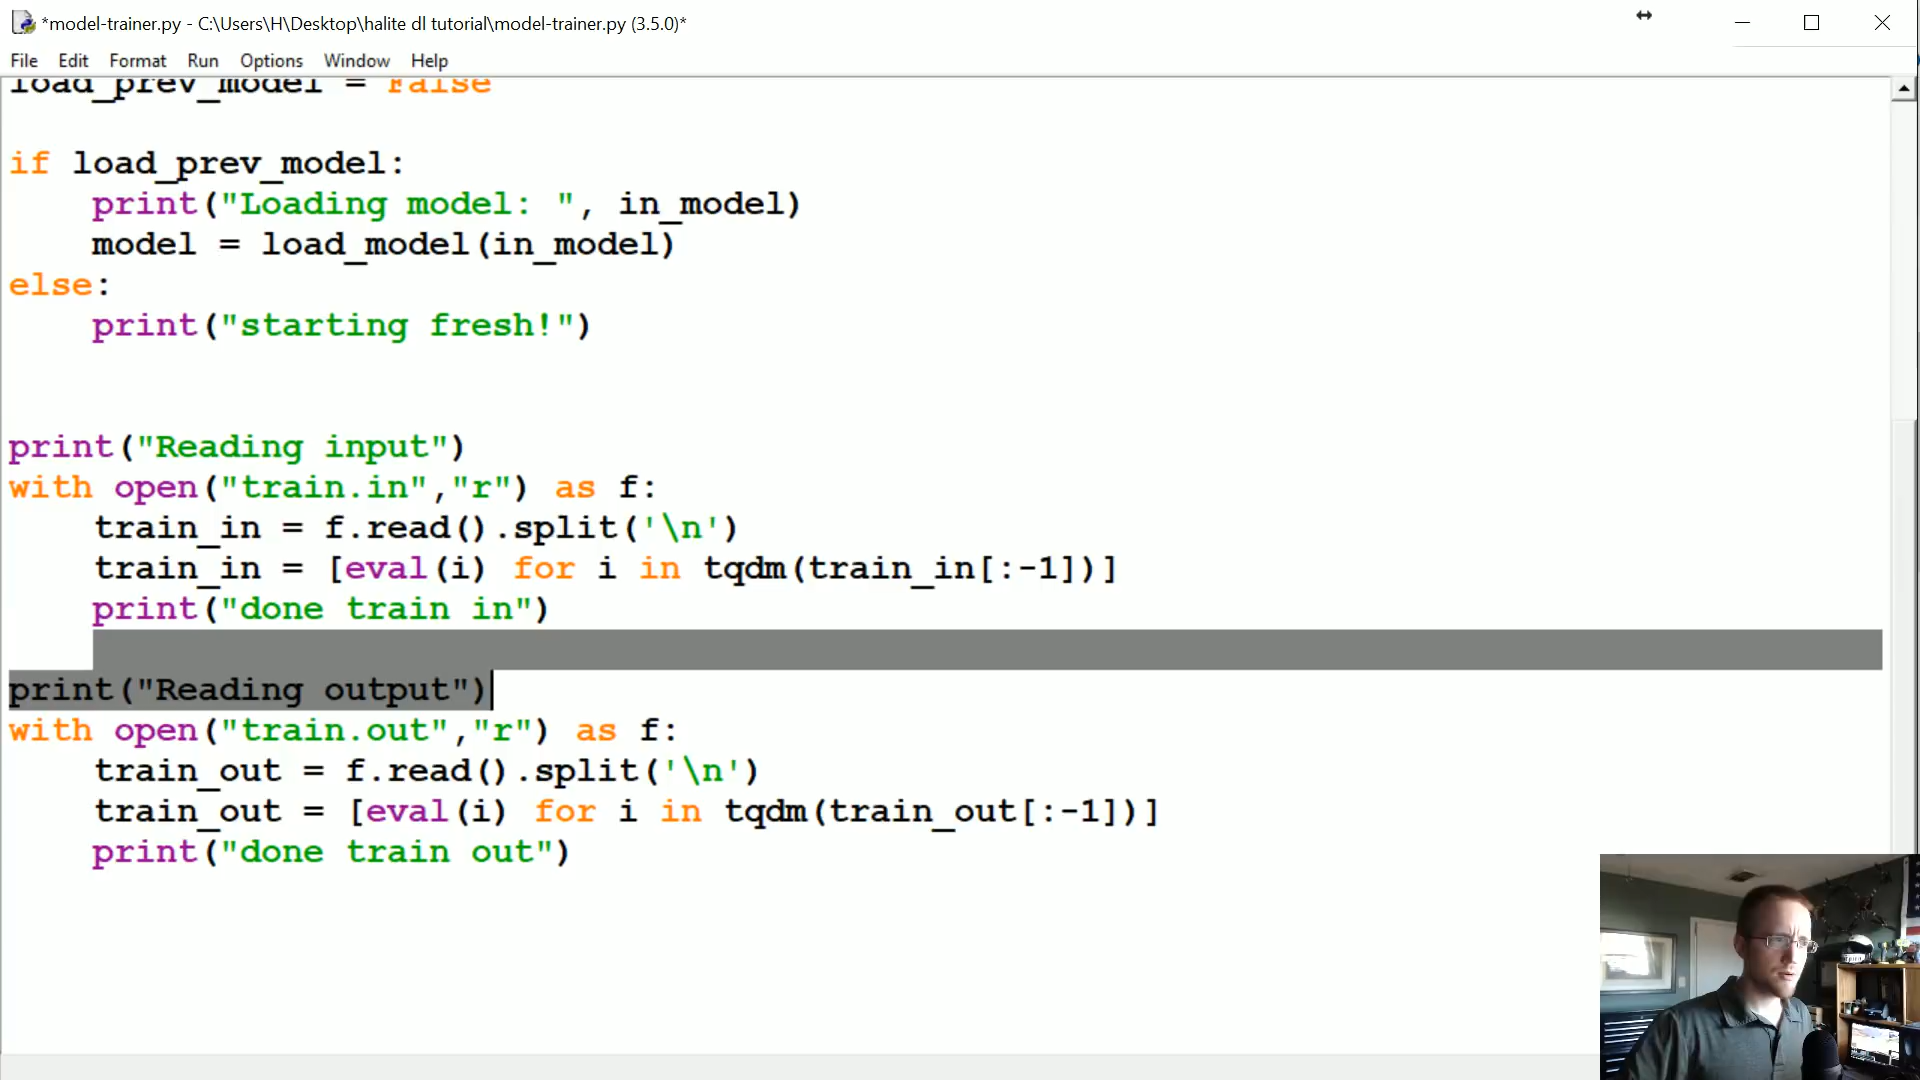 *model-trainer.py - C:\Users\H\Desktop\halite dl tutorial\model-trainer.py (3.5.0)*
File Edit Format Run Options Window Help
load_prev_model = False
if load_prev_model:
    print("Loading model: ", in_model)
    model = load_model(in_model)
else:
    print("starting fresh!")
print("Reading input")
with open("train.in","r") as f:
    train_in = f.read().split('\n')
    train_in = [eval(i) for i in tqdm(train_in[:-1])]
    print("done train in")
print("Reading output")
with open("train.out","r") as f:
    train_out = f.read().split('\n')
    train_out = [eval(i) for i in tqdm(train_out[:-1])]
    print("done train out")